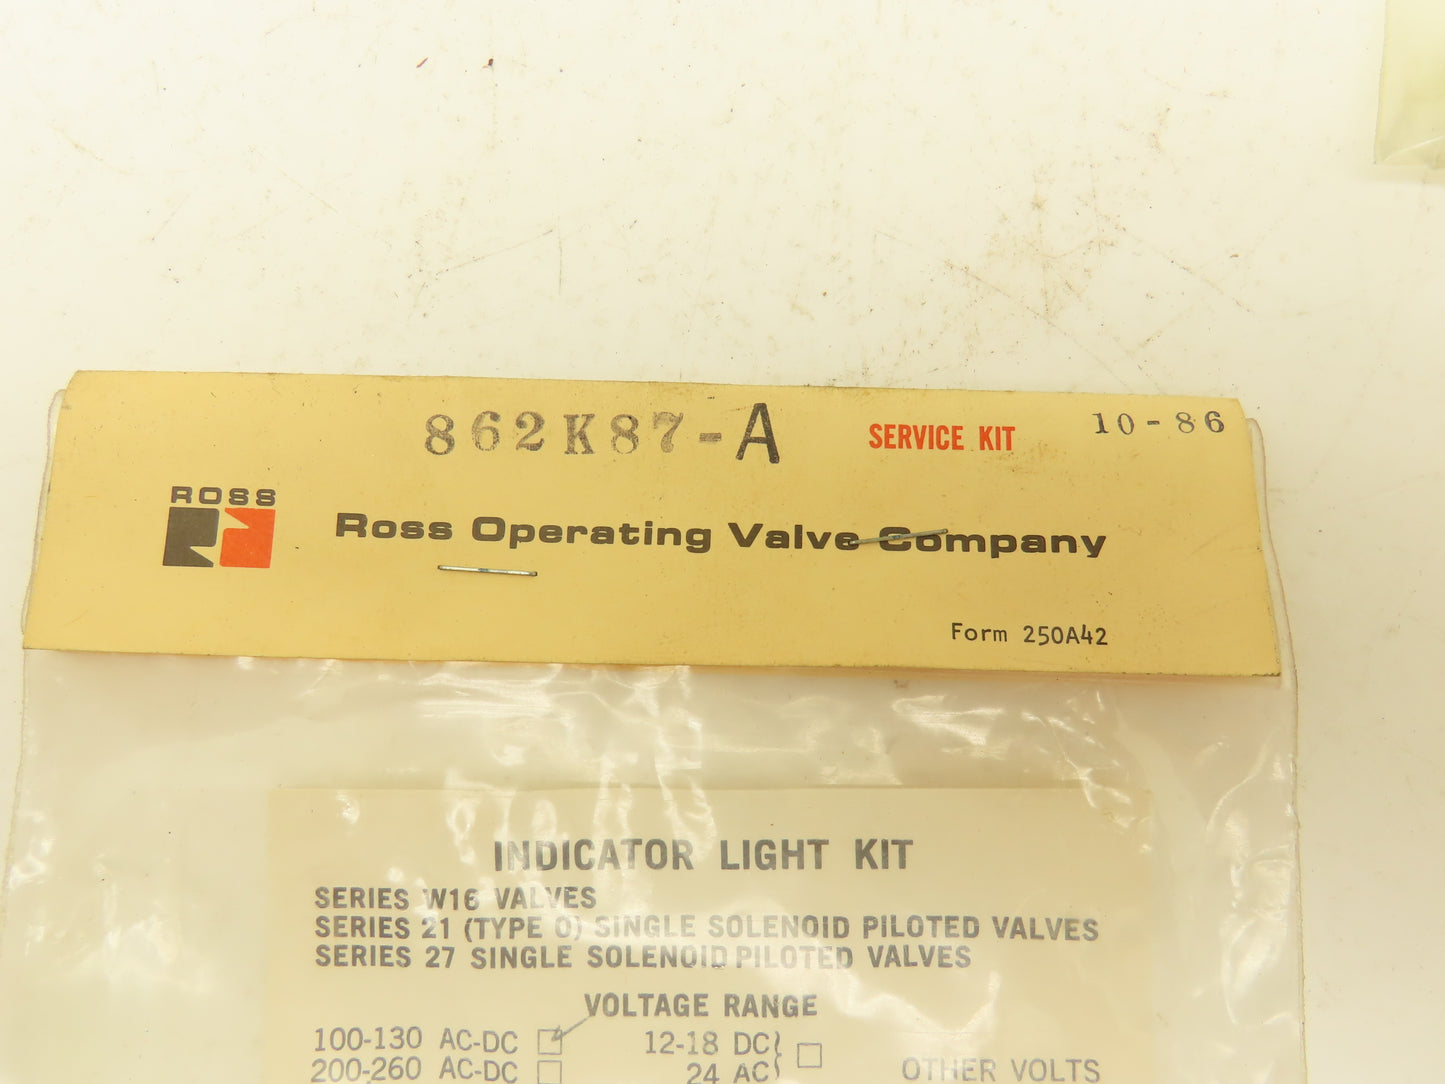 862K87-A SERVICE KIT 10-86
ROSS
Ross Operating Valve Company
Form 250A42
INDICATOR LIGHT KIT
SERIES W16 VALVES
SERIES 21 (TYPE O) SINGLE SOLENOID PILOTED VALVES
SERIES 27 SINGLE SOLENOID PILOTED VALVES
VOLTAGE RANGE
100-130 AC-DC 12-18 DC
200-260 AC-DC 24 AC OTHER VOLTS